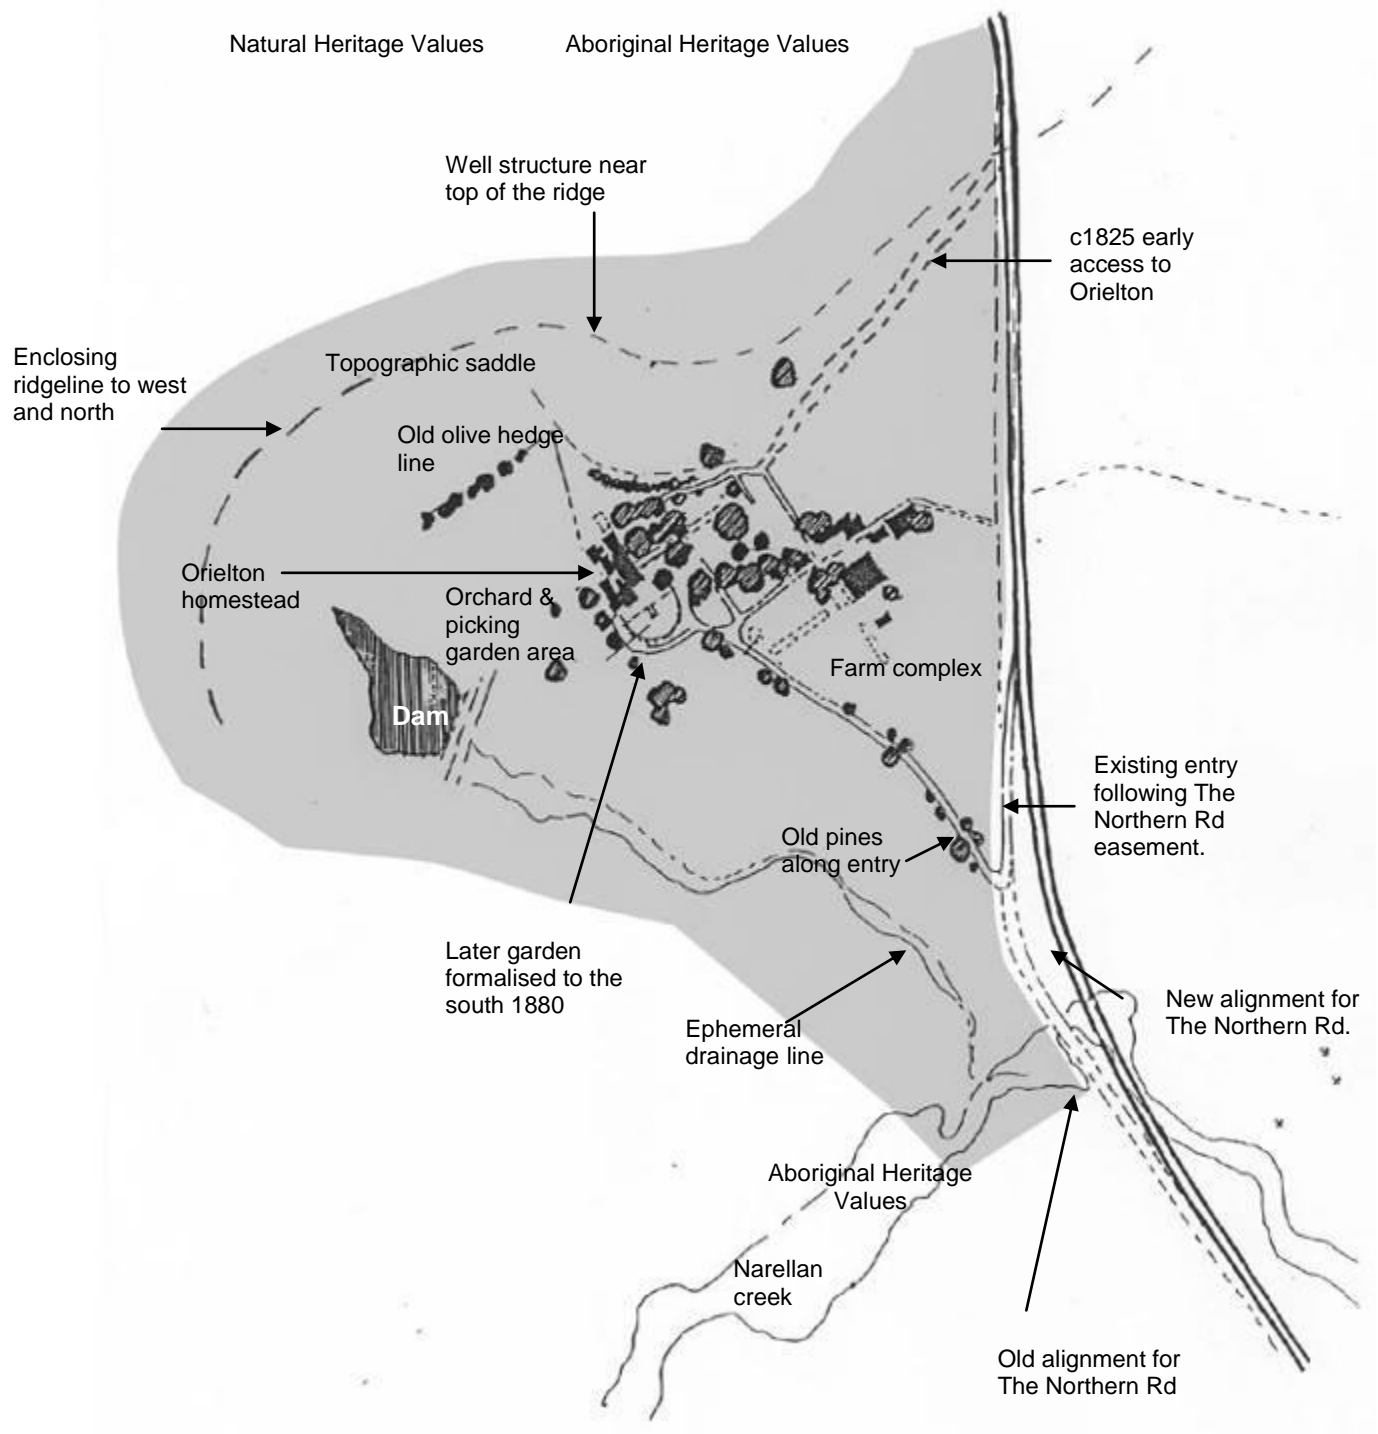 Natural Heritage Values
Aboriginal Heritage Values
Well structure near
top of the ridge
c1825 early
access to
Orielton
Enclosing
ridgeline to west
and north
Topographic saddle
Old olive hedge
line
Orielton
homestead
Orchard &
picking
garden area
Farm complex
Dam
Existing entry
following The
Northern Rd
easement.
Old pines
along entry
Later garden
formalised to the
south 1880
New alignment for
The Northern Rd.
Ephemeral
drainage line
Aboriginal Heritage
Values
Narellan
creek
Old alignment for
The Northern Rd